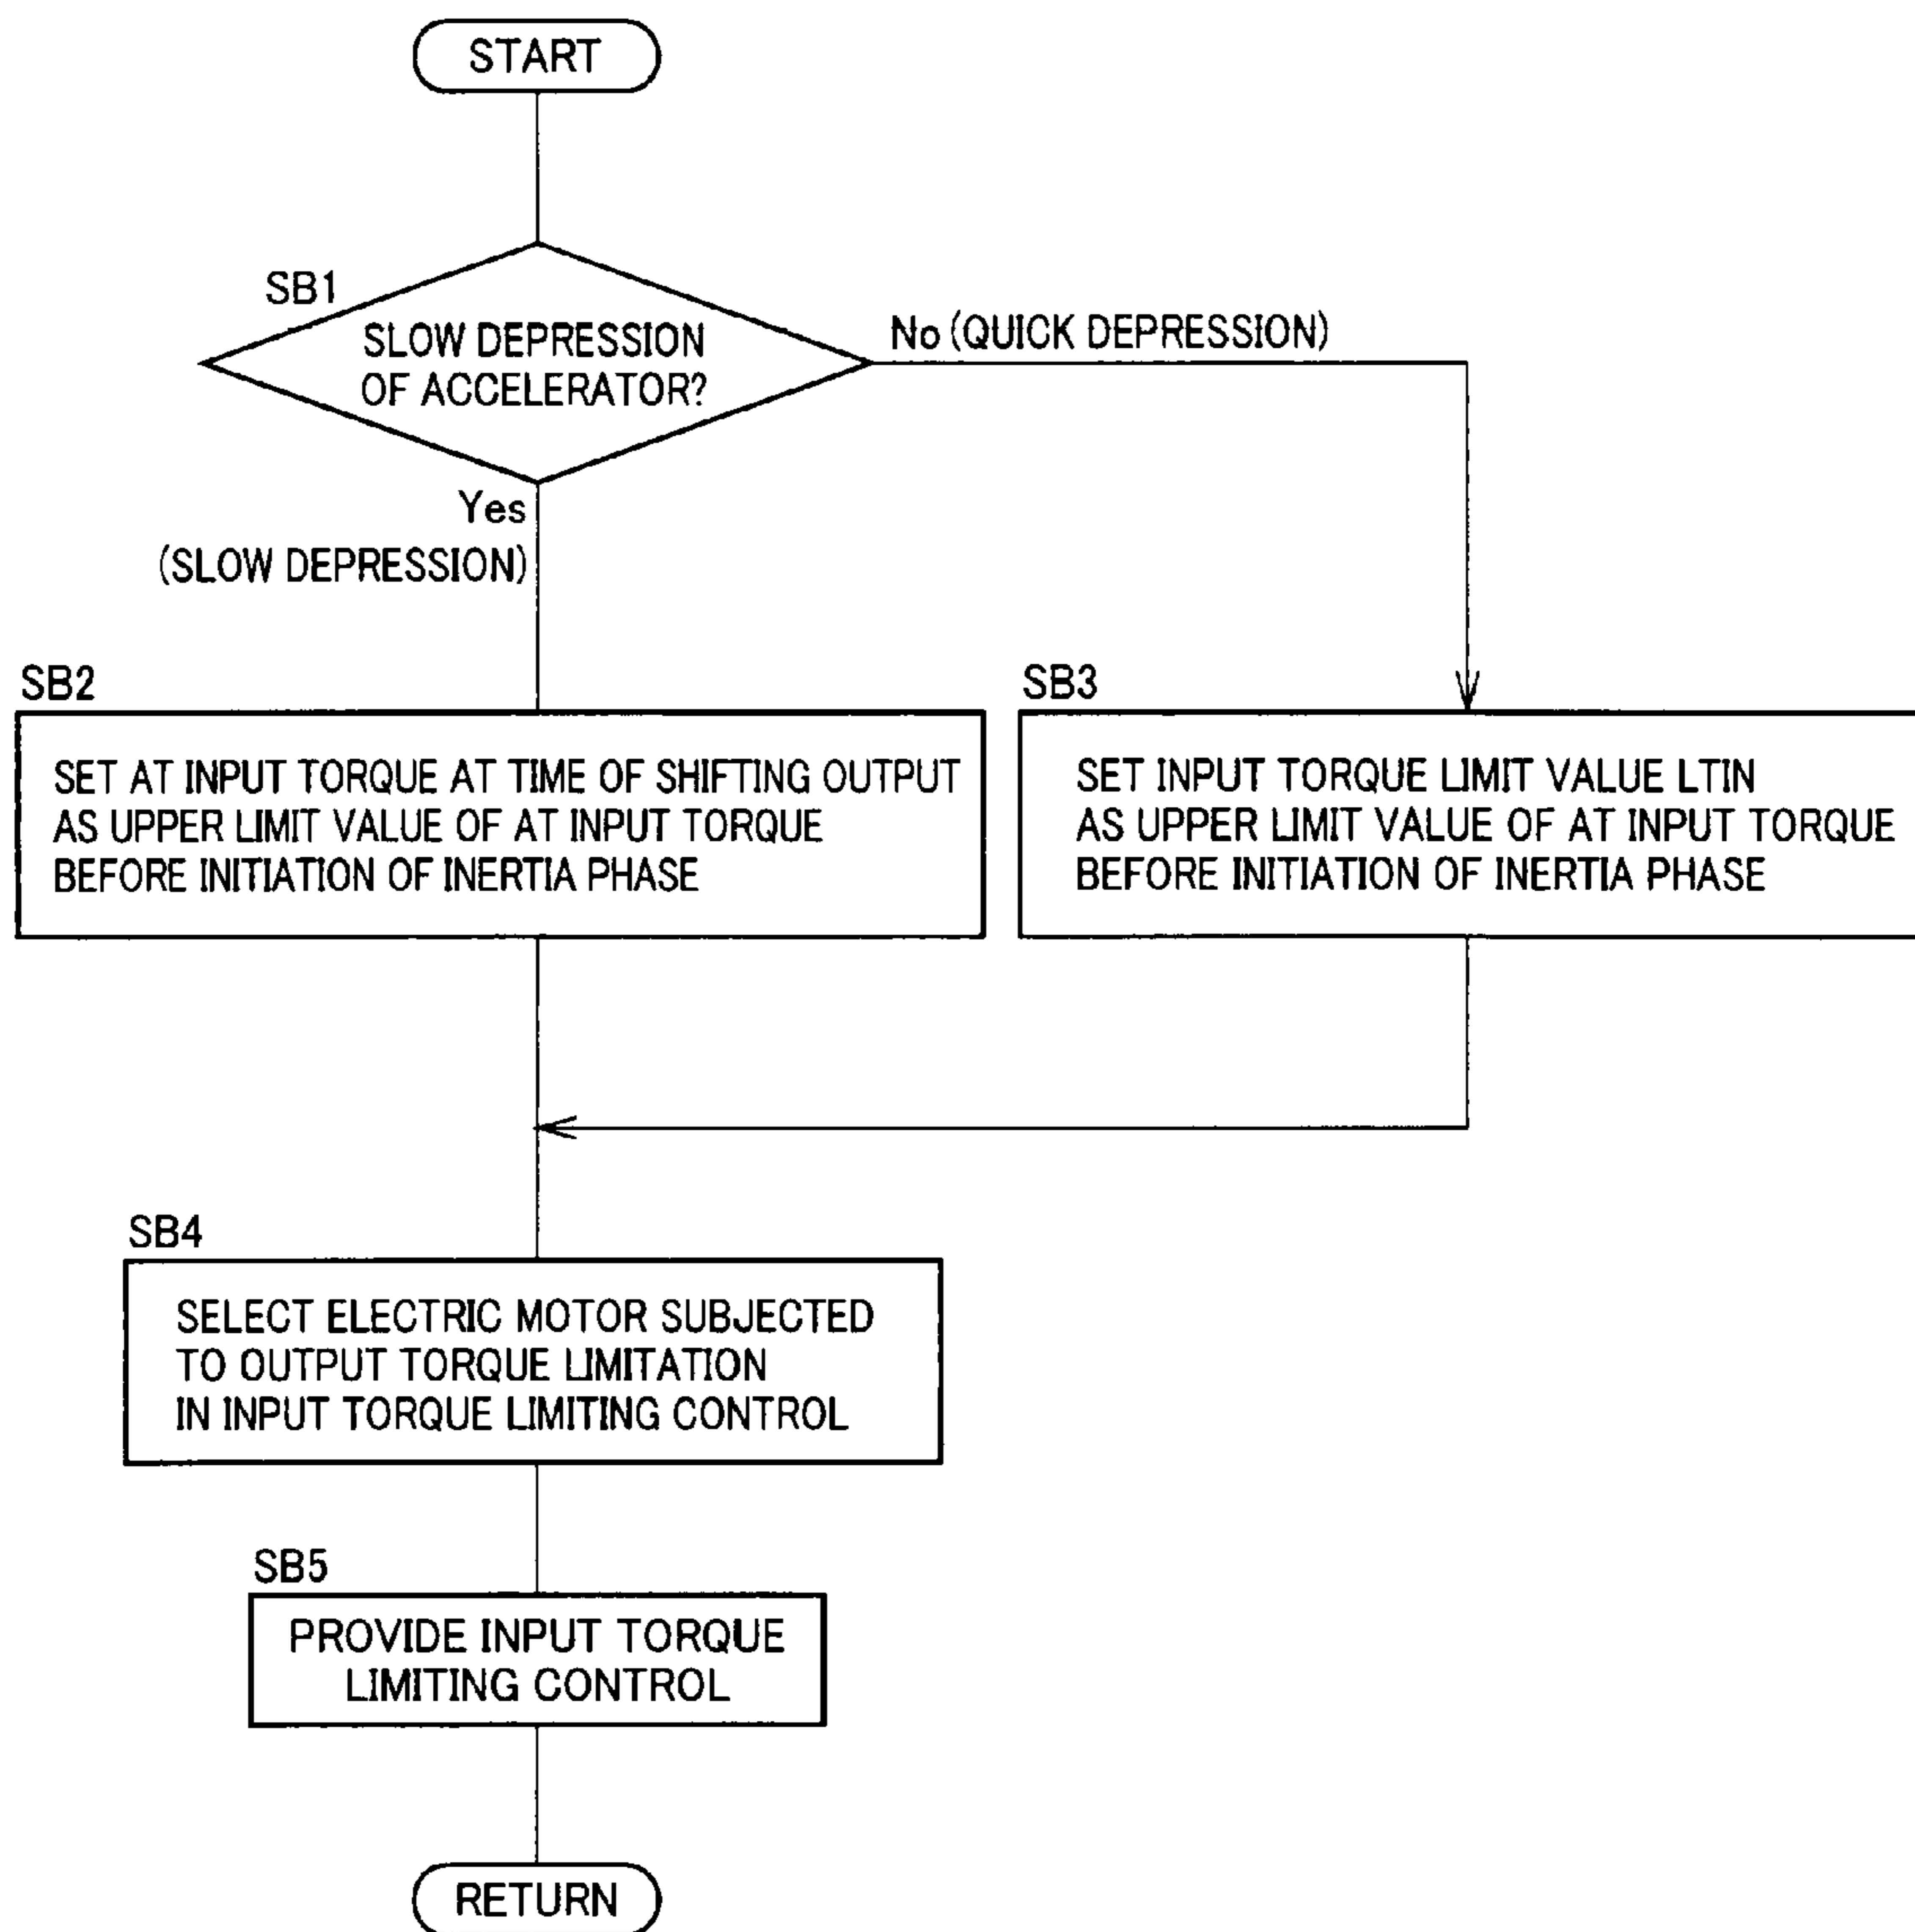 START
SB1
SLOW DEPRESSION
OF ACCELERATOR?
No (QUICK DEPRESSION)
Yes
(SLOW DEPRESSION)
SB2
SET AT INPUT TORQUE AT TIME OF SHIFTING OUTPUT
AS UPPER LIMIT VALUE OF AT INPUT TORQUE
BEFORE INITIATION OF INERTIA PHASE
SB3
SET INPUT TORQUE LIMIT VALUE LTIN
AS UPPER LIMIT VALUE OF AT INPUT TORQUE
BEFORE INITIATION OF INERTIA PHASE
SB4
SELECT ELECTRIC MOTOR SUBJECTED
TO OUTPUT TORQUE LIMITATION
IN INPUT TORQUE LIMITING CONTROL
SB5
PROVIDE INPUT TORQUE
LIMITING CONTROL
RETURN